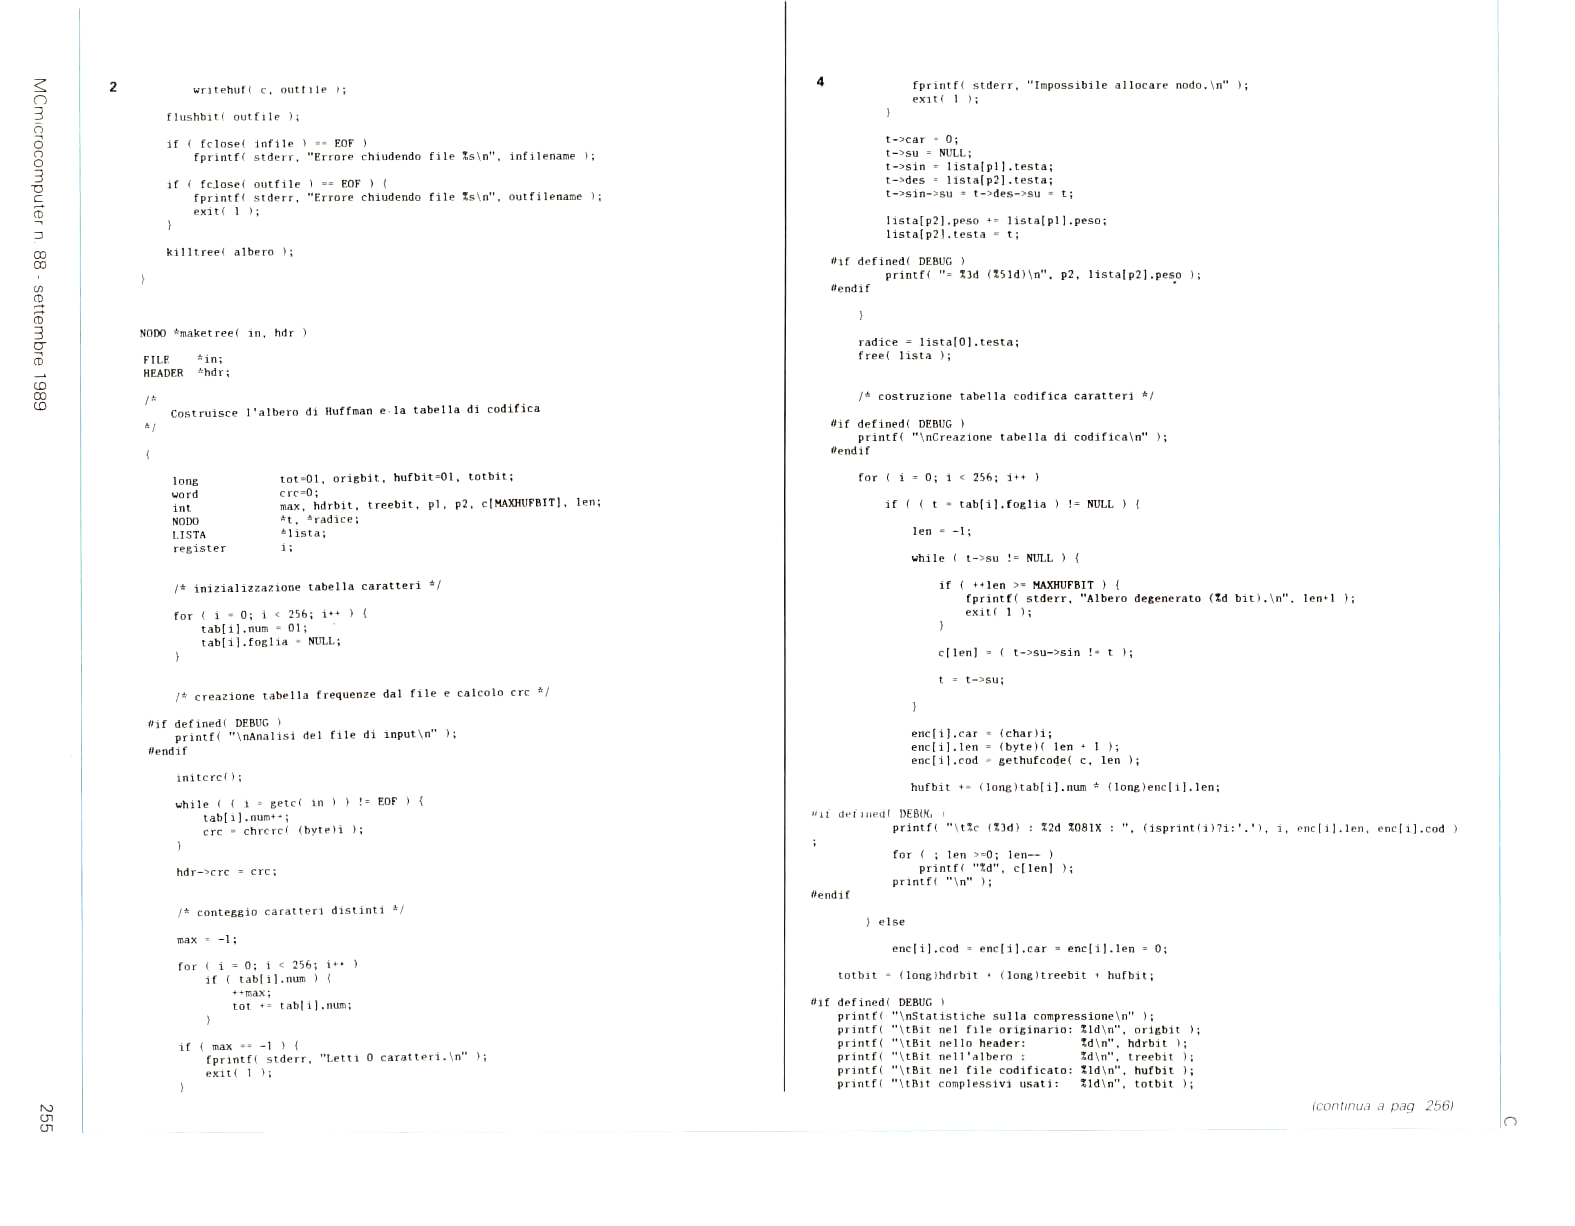 MCmicrocomputer n. 88 - settembre 1989
255
2
writehuf( c, outfile );
flushbit( outfile );
if ( fclose( infile ) == EOF )
fprintf( stderr, "Errore chiudendo file %s\n", infilename );
if ( fclose( outfile ) == EOF ) {
fprintf( stderr, "Errore chiudendo file %s\n", outfilename );
exit( 1 );
}
killtree( albero );
}
NODO *maketree( in, hdr )
FILE *in;
HEADER *hdr;
/*
Costruisce l'albero di Huffman e la tabella di codifica
*/
{
long tot=0l, origbit, hufbit=0l, totbit;
word crc=0;
int max, hdrbit, treebit, p1, p2, c[MAXHUFBIT], len;
NODO *t, *radice;
LISTA *lista;
register i;
/* inizializzazione tabella caratteri */
for ( i = 0; i < 256; i++ ) {
tab[i].num = 0l;
tab[i].foglia = NULL;
}
/* creazione tabella frequenze dal file e calcolo crc */
#if defined( DEBUG )
printf( "\nAnalisi del file di input\n" );
#endif
initcrc();
while ( ( i = getc( in ) ) != EOF ) {
tab[i].num++;
crc = chrcrc( (byte)i );
}
hdr->crc = crc;
/* conteggio caratteri distinti */
max = -1;
for ( i = 0; i < 256; i++ )
if ( tab[i].num ) {
++max;
tot += tab[i].num;
}
if ( max == -1 ) {
fprintf( stderr, "Letti 0 caratteri.\n" );
exit( 1 );
}
4
fprintf( stderr, "Impossibile allocare nodo.\n" );
exit( 1 );
}
t->car = 0;
t->su = NULL;
t->sin = lista[p1].testa;
t->des = lista[p2].testa;
t->sin->su = t->des->su = t;
lista[p2].peso += lista[p1].peso;
lista[p2].testa = t;
#if defined( DEBUG )
printf( "= %3d (%5ld)\n", p2, lista[p2].peso );
#endif
}
radice = lista[0].testa;
free( lista );
/* costruzione tabella codifica caratteri */
#if defined( DEBUG )
printf( "\nCreazione tabella di codifica\n" );
#endif
for ( i = 0; i < 256; i++ )
if ( ( t = tab[i].foglia ) != NULL ) {
len = -1;
while ( t->su != NULL ) {
if ( ++len >= MAXHUFBIT ) {
fprintf( stderr, "Albero degenerato (%d bit).\n", len+1 );
exit( 1 );
}
c[len] = ( t->su->sin != t );
t = t->su;
}
enc[i].car = (char)i;
enc[i].len = (byte)( len + 1 );
enc[i].cod = gethufcode( c, len );
hufbit += (long)tab[i].num * (long)enc[i].len;
#if defined( DEBUG )
printf( "\t%c (%3d) : %2d %08lX : ", (isprint(i)?i:'.'), i, enc[i].len, enc[i].cod )
;
for ( ; len >=0; len-- )
printf( "%d", c[len] );
printf( "\n" );
#endif
} else
enc[i].cod = enc[i].car = enc[i].len = 0;
totbit = (long)hdrbit + (long)treebit + hufbit;
#if defined( DEBUG )
printf( "\nStatistiche sulla compressione\n" );
printf( "\tBit nel file originario: %ld\n", origbit );
printf( "\tBit nello header: %d\n", hdrbit );
printf( "\tBit nell'albero : %d\n", treebit );
printf( "\tBit nel file codificato: %ld\n", hufbit );
printf( "\tBit complessivi usati: %ld\n", totbit );
(continua a pag. 256)
C